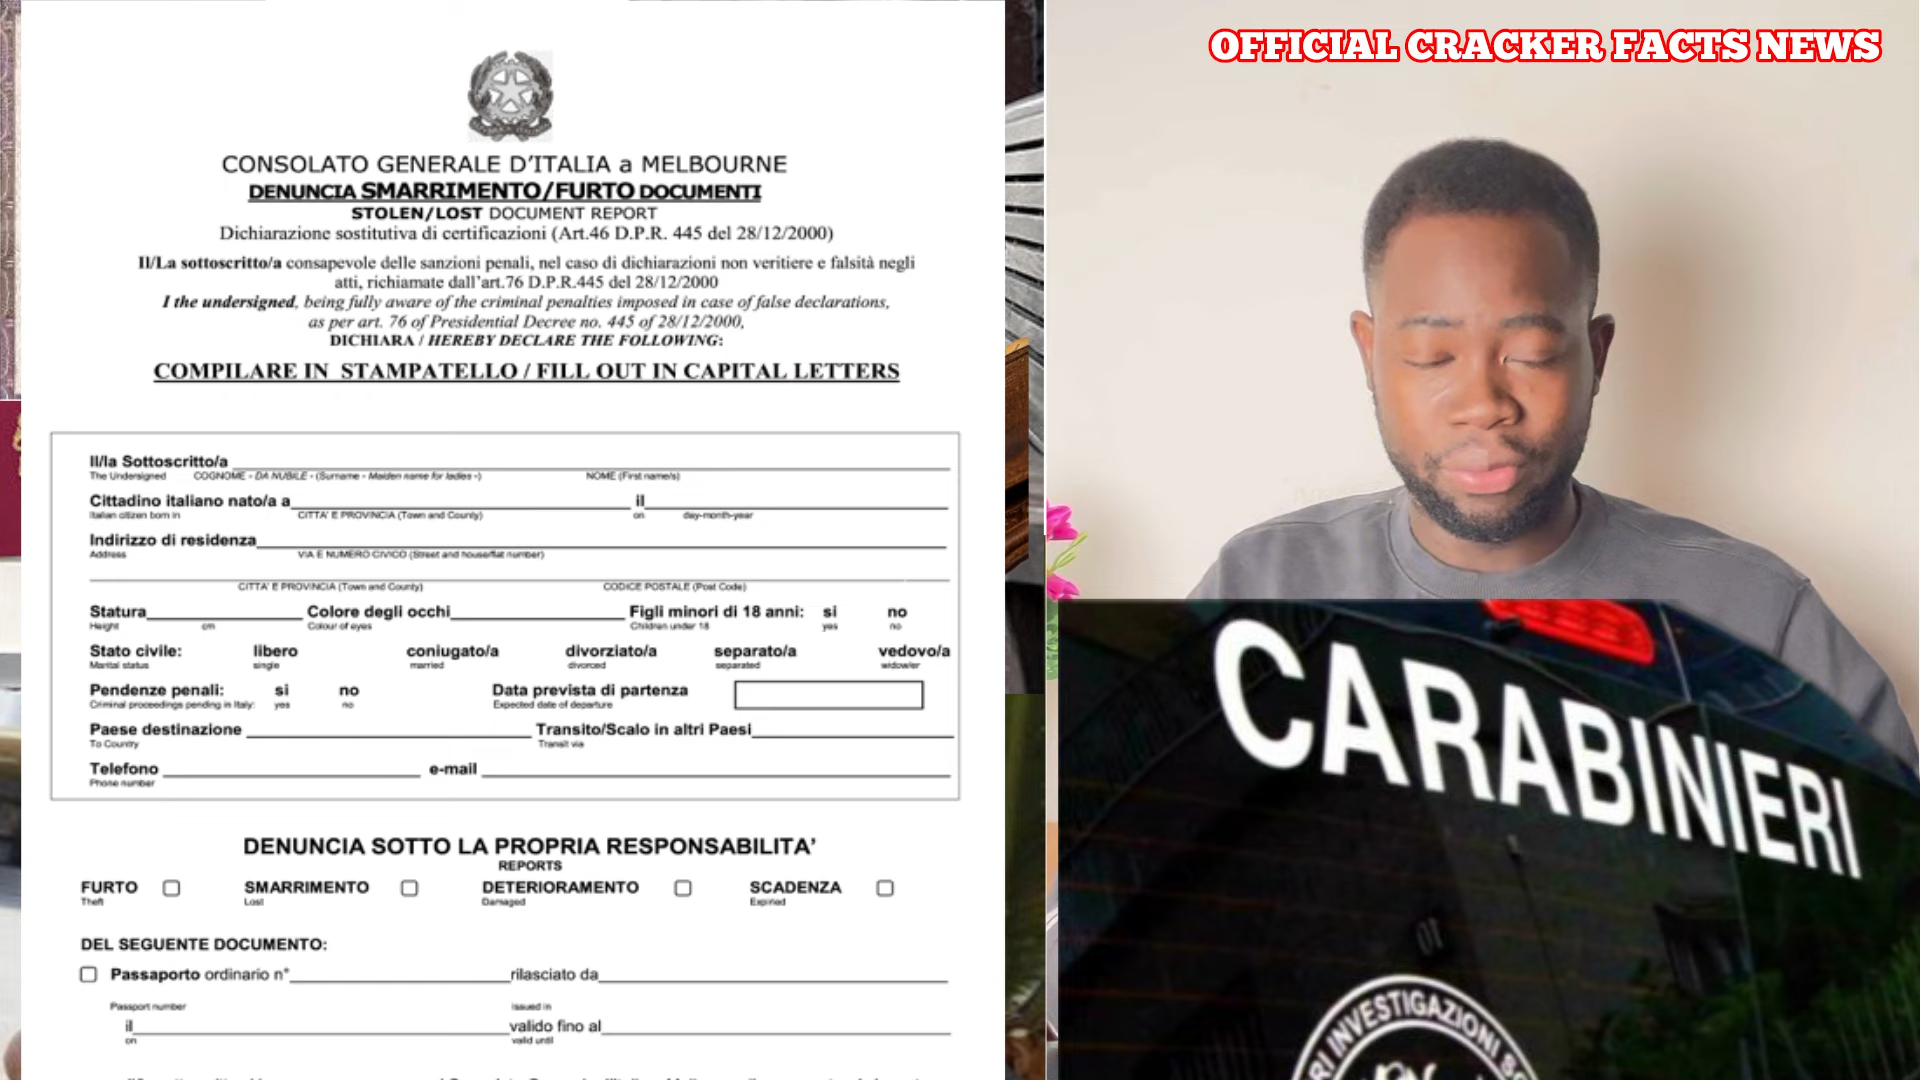 OFFICIAL CRACKER FACTS NEWS
CONSOLATO GENERALE D'ITALIA a MELBOURNE
DENUNCIA SMARRIMENTO/FURTO DOCUMENTI
STOLEN/LOST DOCUMENT REPORT
Dichiarazione sostitutiva di certificazioni (Art.46 D.P.R. 445 del 28/12/2000)
Il/La sottoscritto/a consapevole delle sanzioni penali, nel caso di dichiarazioni non veritiere e falsità negli
atti, richiamate dall'art.76 D.P.R.445 del 28/12/2000
I the undersigned, being fully aware of the criminal penalties imposed in case of false declarations,
as per art. 76 of Presidential Decree no. 445 of 28/12/2000,
DICHIARA / HEREBY DECLARE THE FOLLOWING:
COMPILARE IN STAMPATELLO / FILL OUT IN CAPITAL LETTERS
Il/la Sottoscritto/a
The Undersigned COGNOME - DA NUBILE - (Surname - Maiden name for ladies -) NOME (First name/s)
Cittadino italiano nato/a a il
Italian citizen born in CITTA' E PROVINCIA (Town and County) on day-month-year
Indirizzo di residenza
Address VIA E NUMERO CIVICO (Street and house/flat number)
CITTA' E PROVINCIA (Town and County) CODICE POSTALE (Post Code)
Statura Colore degli occhi Figli minori di 18 anni: si no
Height cm Colour of eyes Children under 18 yes no
Stato civile: libero coniugato/a divorziato/a separato/a vedovo/a
Marital status single married divorced separated widow/er
Pendenze penali: si no Data prevista di partenza
Criminal proceedings pending in Italy: yes no Expected date of departure
Paese destinazione Transito/Scalo in altri Paesi
To Country Transit via
Telefono e-mail
Phone number
DENUNCIA SOTTO LA PROPRIA RESPONSABILITA'
REPORTS
FURTO SMARRIMENTO DETERIORAMENTO SCADENZA
Theft Lost Damaged Expired
DEL SEGUENTE DOCUMENTO:
Passaporto ordinario n° rilasciato da
Passport number issued in
il valido fino al
on valid until
CARABINIERI
INVESTIGAZIONI